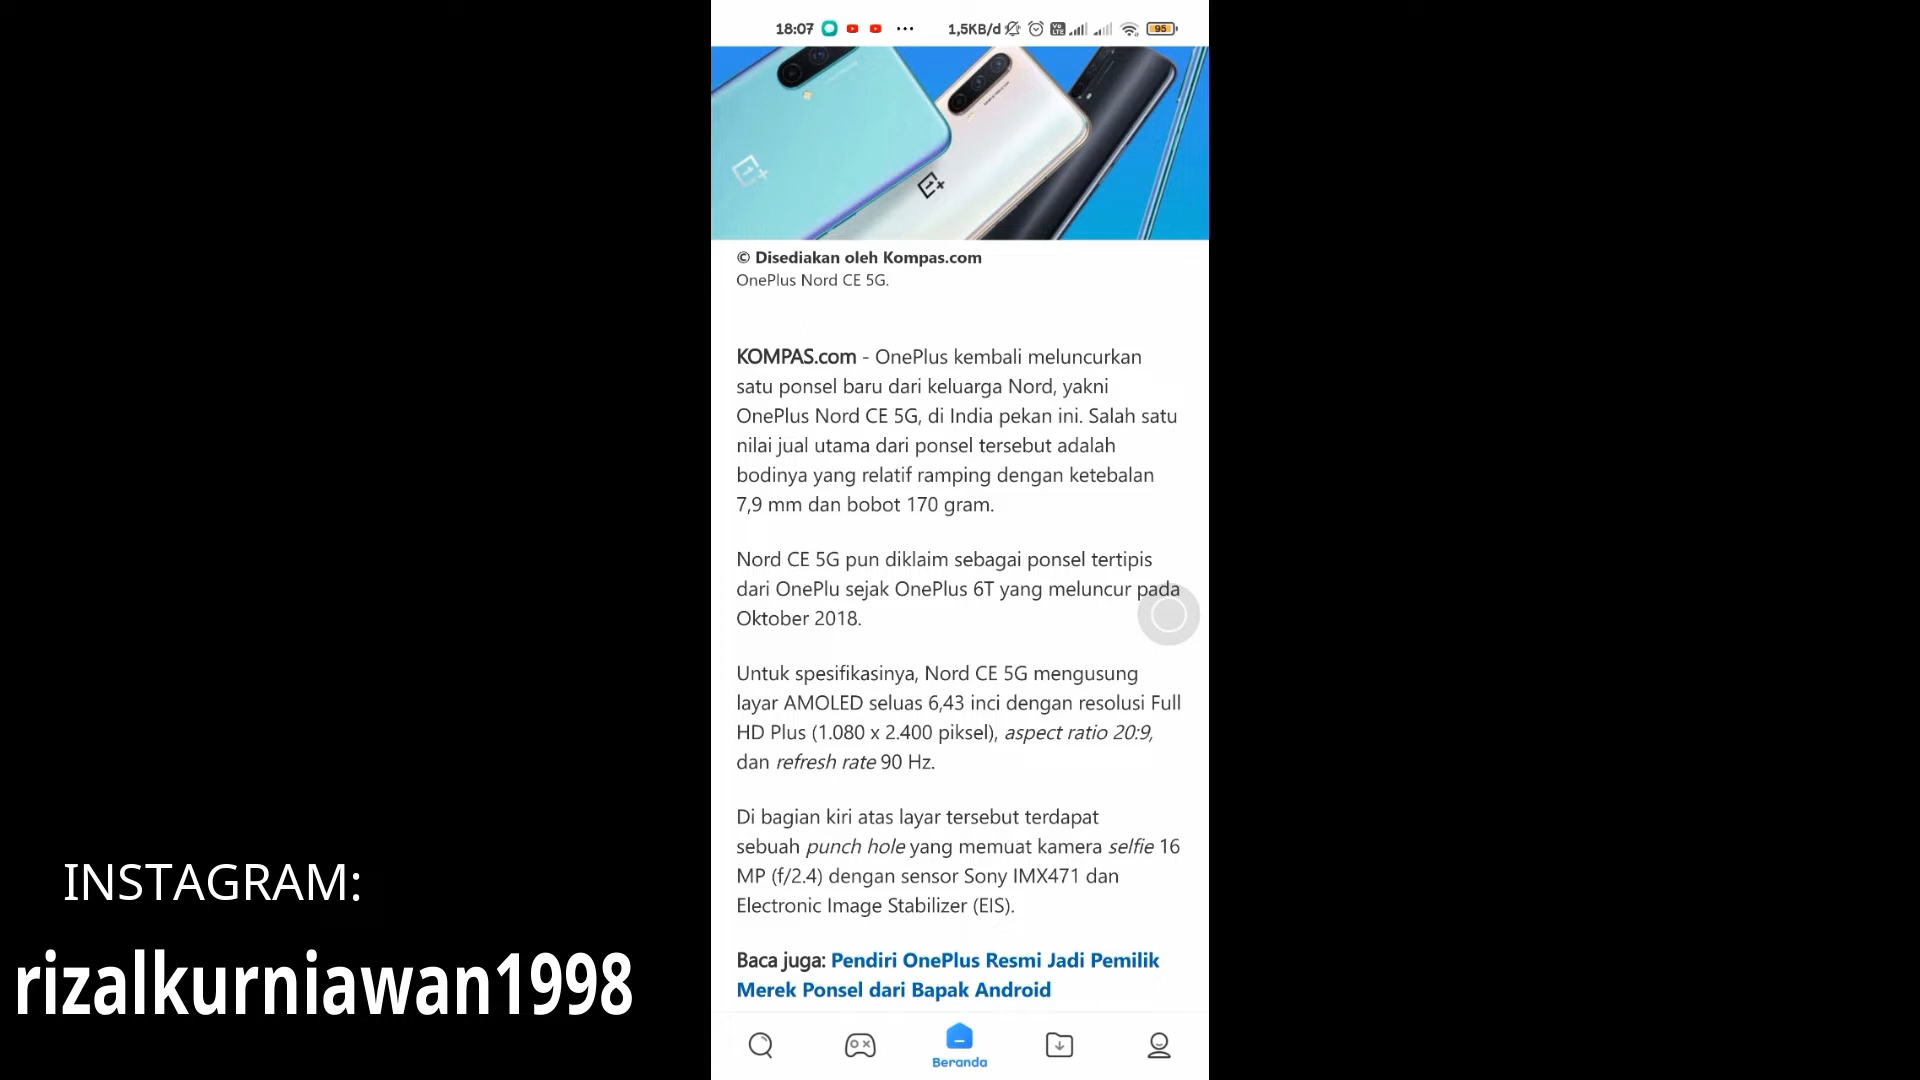 18:07
1,5KB/d
95
© Disediakan oleh Kompas.com
OnePlus Nord CE 5G.
KOMPAS.com - OnePlus kembali meluncurkan
satu ponsel baru dari keluarga Nord, yakni
OnePlus Nord CE 5G, di India pekan ini. Salah satu
nilai jual utama dari ponsel tersebut adalah
bodinya yang relatif ramping dengan ketebalan
7,9 mm dan bobot 170 gram.
Nord CE 5G pun diklaim sebagai ponsel tertipis
dari OnePlu sejak OnePlus 6T yang meluncur pada
Oktober 2018.
Untuk spesifikasinya, Nord CE 5G mengusung
layar AMOLED seluas 6,43 inci dengan resolusi Full
HD Plus (1.080 x 2.400 piksel), aspect ratio 20:9,
dan refresh rate 90 Hz.
Di bagian kiri atas layar tersebut terdapat
sebuah punch hole yang memuat kamera selfie 16
MP (f/2.4) dengan sensor Sony IMX471 dan
Electronic Image Stabilizer (EIS).
Baca juga: Pendiri OnePlus Resmi Jadi Pemilik
Merek Ponsel dari Bapak Android
Beranda
INSTAGRAM:
rizalkurniawan1998